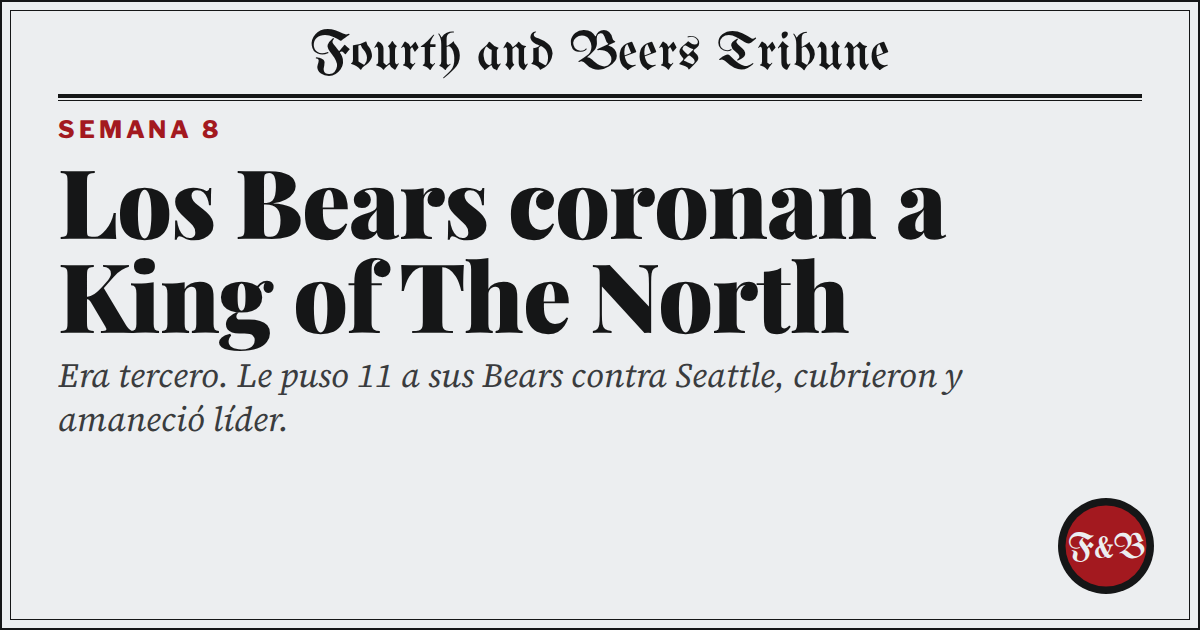 Fourth and Beers Tribune
SEMANA 8
Los Bears coronan a
King of The North
Era tercero. Le puso 11 a sus Bears contra Seattle, cubrieron y
amaneció líder.
F&B